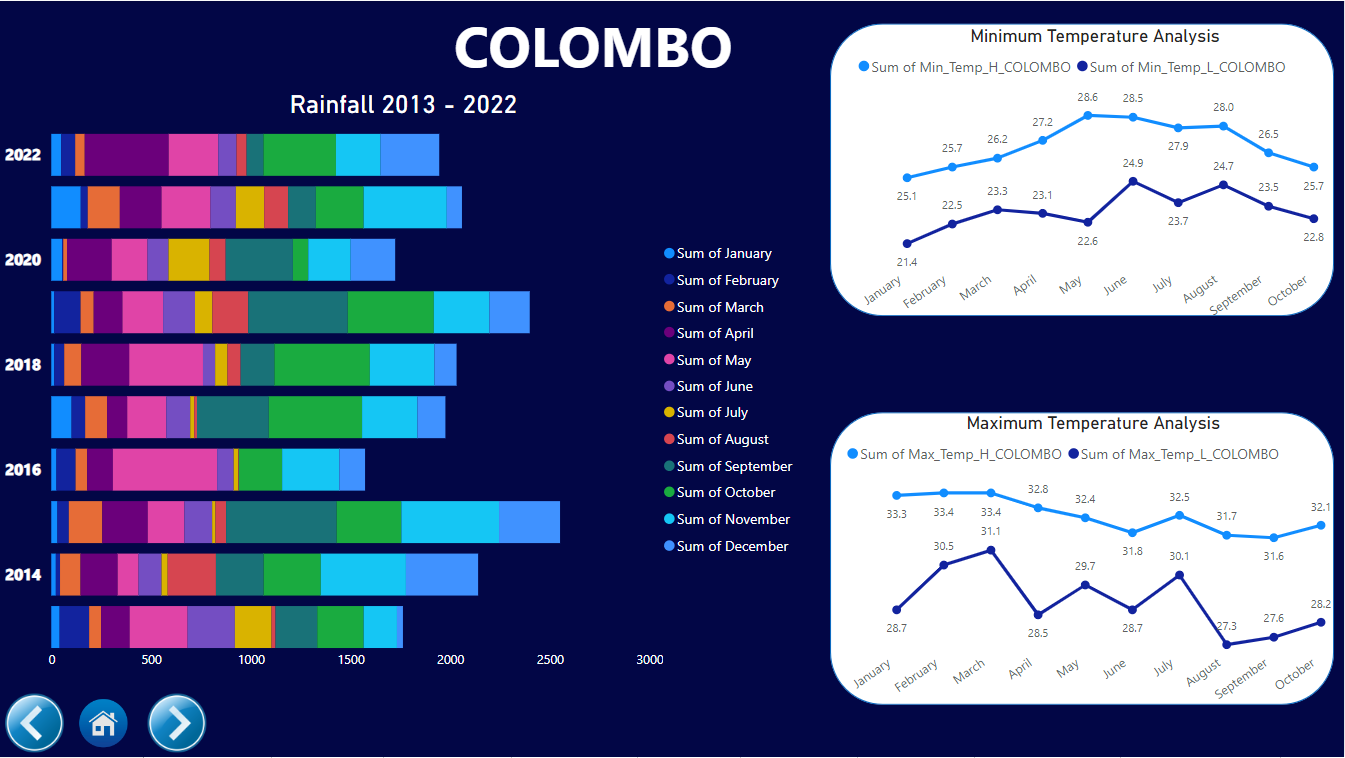 COLOMBO
Rainfall 2013 - 2022
2022
2020
2018
2016
2014
0 500 1000 1500 2000 2500 3000
Sum of January
Sum of February
Sum of March
Sum of April
Sum of May
Sum of June
Sum of July
Sum of August
Sum of September
Sum of October
Sum of November
Sum of December
Minimum Temperature Analysis
Sum of Min_Temp_H_COLOMBO Sum of Min_Temp_L_COLOMBO
25.1 25.7 26.2 27.2 28.6 28.5 27.9 28.0 26.5 25.7
21.4 22.5 23.3 23.1 22.6 24.9 23.7 24.7 23.5 22.8
January February March April May June July August September October
Maximum Temperature Analysis
Sum of Max_Temp_H_COLOMBO Sum of Max_Temp_L_COLOMBO
33.3 33.4 33.4 32.8 32.4 31.8 32.5 31.7 31.6 32.1
28.7 30.5 31.1 28.5 29.7 28.7 30.1 27.3 27.6 28.2
January February March April May June July August September October